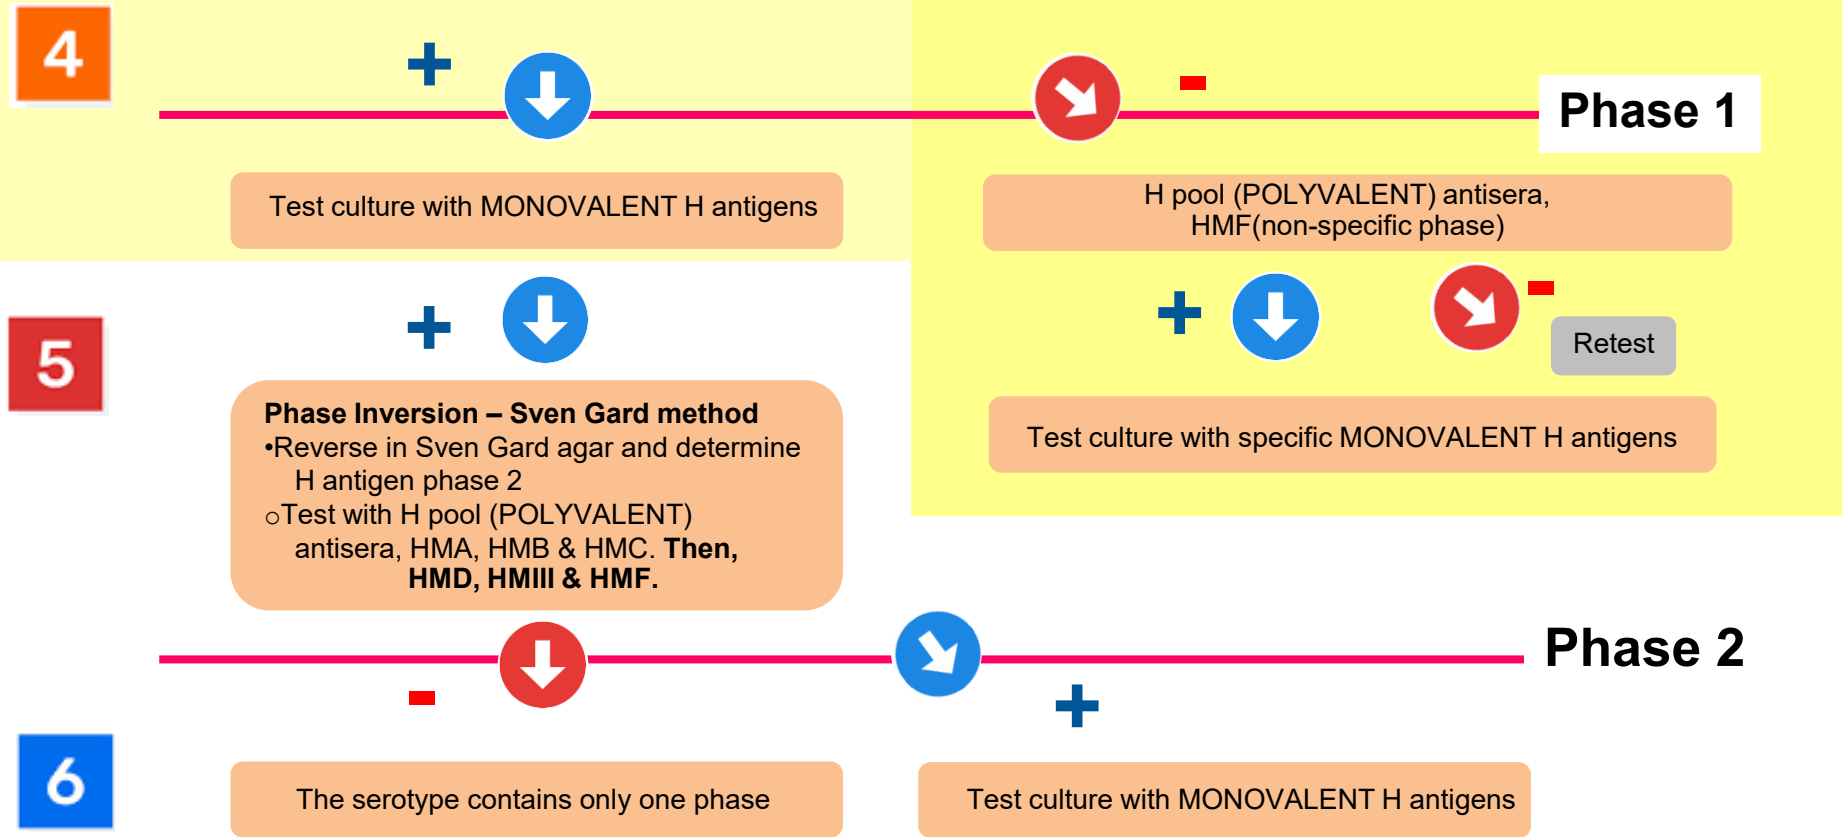 4
+
-
Phase 1
Test culture with MONOVALENT H antigens
H pool (POLYVALENT) antisera,
HMF(non-specific phase)
5
+
+
-
Retest
Phase Inversion – Sven Gard method
•Reverse in Sven Gard agar and determine
H antigen phase 2
○Test with H pool (POLYVALENT)
antisera, HMA, HMB & HMC. Then,
HMD, HMIII & HMF.
Test culture with specific MONOVALENT H antigens
Phase 2
-
+
6
The serotype contains only one phase
Test culture with MONOVALENT H antigens